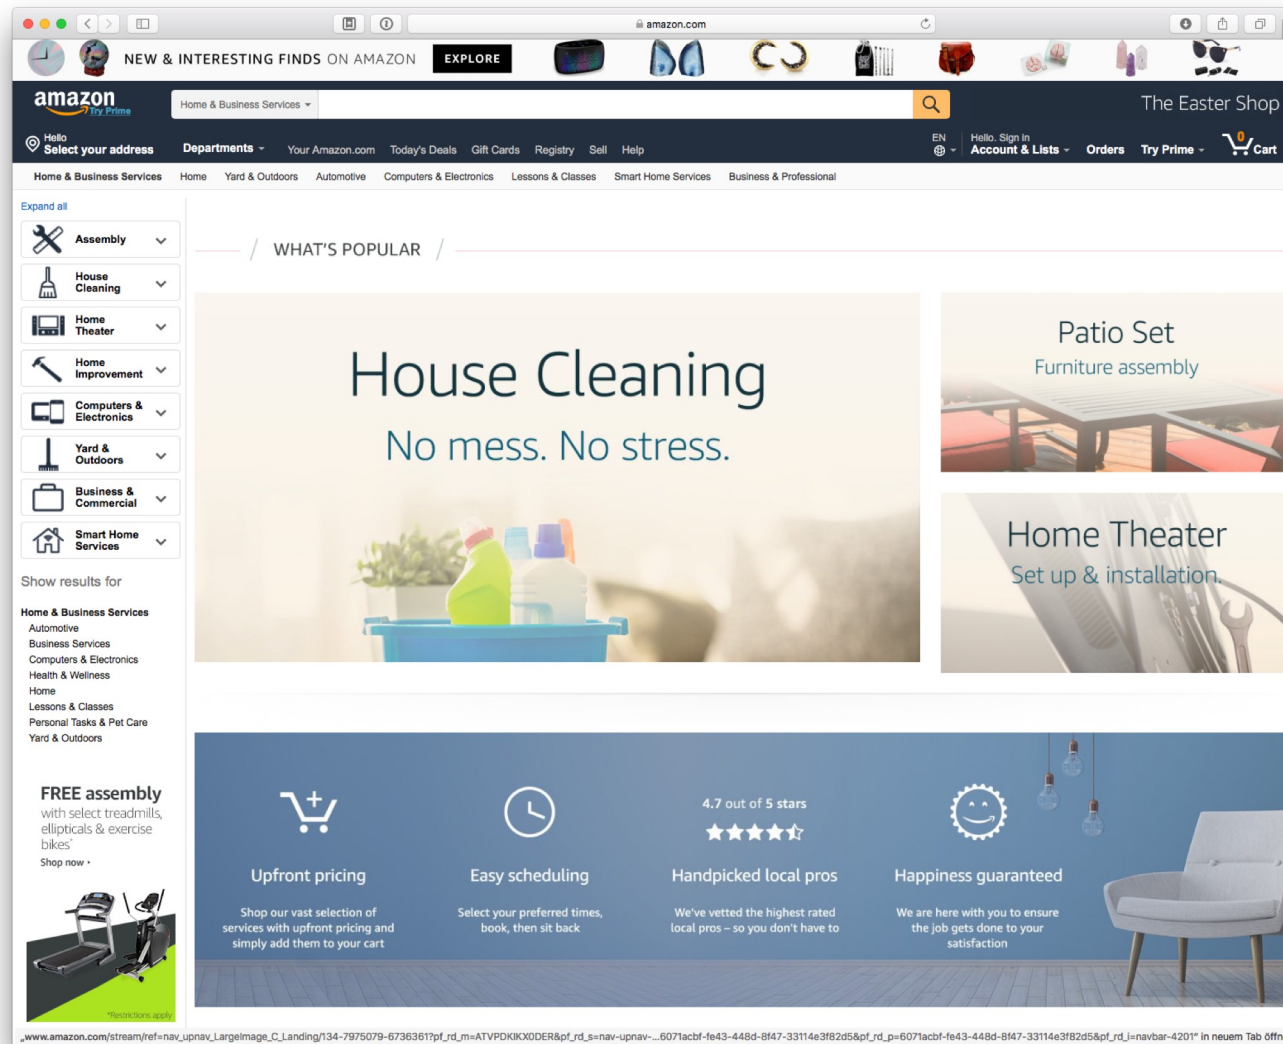 amazon.com
NEW & INTERESTING FINDS ON AMAZON EXPLORE
amazon
Try Prime
Home & Business Services
The Easter Shop
Hello
Select your address
Departments
Your Amazon.com Today's Deals Gift Cards Registry Sell Help
EN
Hello. Sign in
Account & Lists
Orders
Try Prime
0
Cart
Home & Business Services Home Yard & Outdoors Automotive Computers & Electronics Lessons & Classes Smart Home Services Business & Professional
Expand all
Assembly
House
Cleaning
Home
Theater
Home
Improvement
Computers &
Electronics
Yard &
Outdoors
Business &
Commercial
Smart Home
Services
Show results for
Home & Business Services
Automotive
Business Services
Computers & Electronics
Health & Wellness
Home
Lessons & Classes
Personal Tasks & Pet Care
Yard & Outdoors
FREE assembly
with select treadmills,
ellipticals & exercise
bikes*
Shop now
*Restrictions apply
WHAT'S POPULAR
House Cleaning
No mess. No stress.
Patio Set
Furniture assembly
Home Theater
Set up & installation.
Upfront pricing
Shop our vast selection of
services with upfront pricing and
simply add them to your cart
Easy scheduling
Select your preferred times,
book, then sit back
4.7 out of 5 stars
Handpicked local pros
We've vetted the highest rated
local pros – so you don't have to
Happiness guaranteed
We are here with you to ensure
the job gets done to your
satisfaction
„www.amazon.com/stream/ref=nav_upnav_LargeImage_C_Landing/134-7975079-6736361?pf_rd_m=ATVPDKIKX0DER&pf_rd_s=nav-upnav-...6071acbf-fe43-448d-8f47-33114e3f82d5&pf_rd_p=6071acbf-fe43-448d-8f47-33114e3f82d5&pf_rd_i=navbar-4201" in neuem Tab öffn